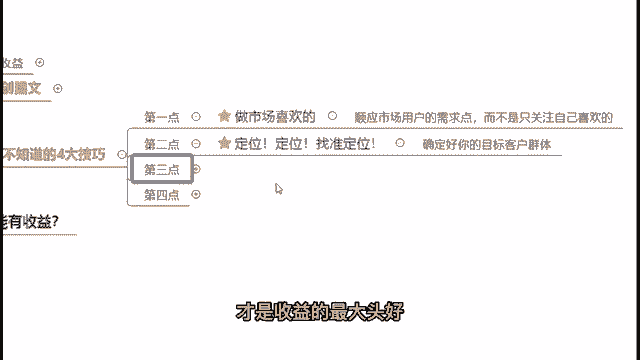 收益
创图文
第一点 做市场喜欢的 顺应市场用户的需求点，而不是只关注自己喜欢的
第二点 定位！定位！找准定位！ 确定好你的目标客户群体
不知道的4大技巧
第三点
第四点
能有收益？
才是收益的最大头好